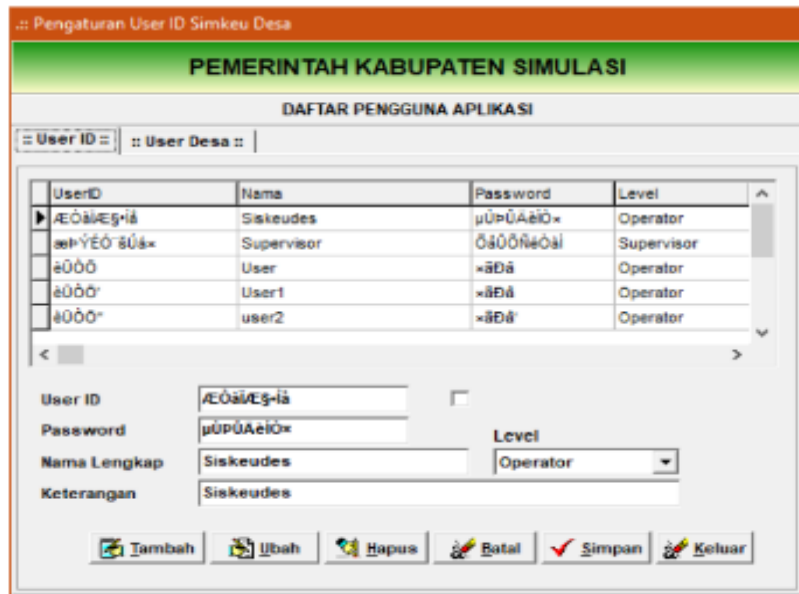 .:: Pengaturan User ID Simkeu Desa
PEMERINTAH KABUPATEN SIMULASI
DAFTAR PENGGUNA APLIKASI
:: User ID :: :: User Desa ::
UserID Nama Password Level
Siskeudes Operator
Supervisor Supervisor
User Operator
User1 Operator
user2 Operator
User ID
Password
Level
Nama Lengkap Siskeudes Operator
Keterangan Siskeudes
Tambah Ubah Hapus Batal Simpan Keluar